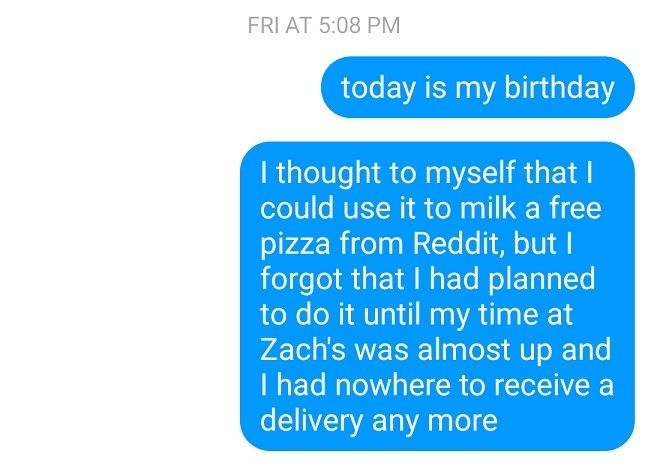 FRI AT 5:08 PM
today is my birthday
I thought to myself that I
could use it to milk a free
pizza from Reddit, but I
forgot that I had planned
to do it until my time at
Zach's was almost up and
I had nowhere to receive a
delivery any more